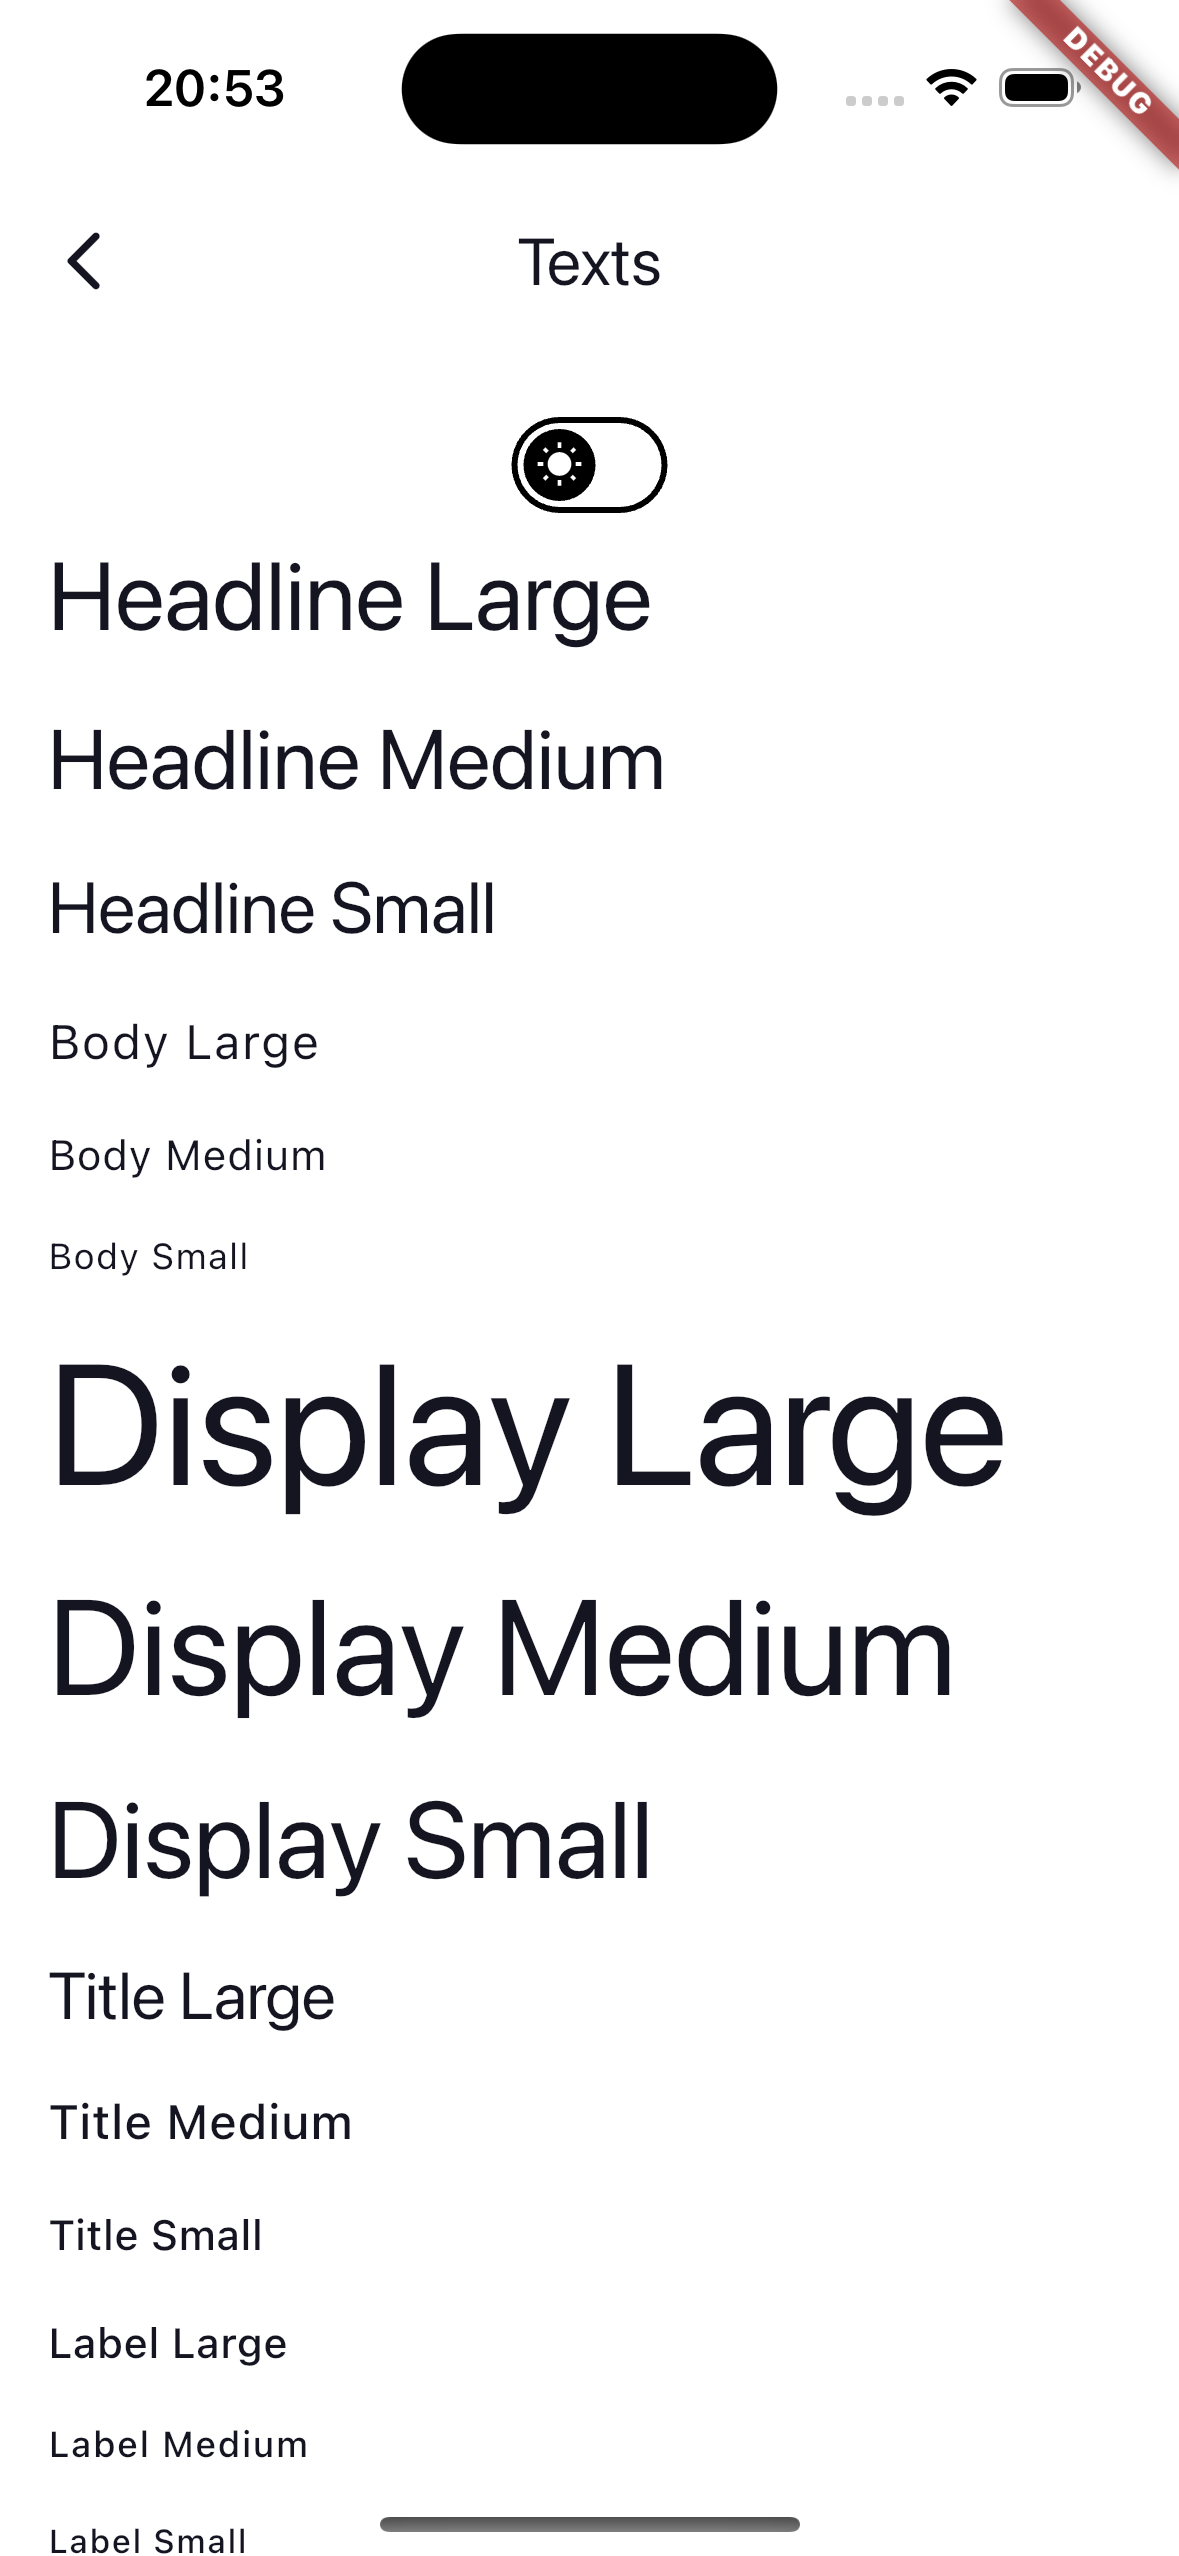 20:53
DEBUG
Texts
Headline Large
Headline Medium
Headline Small
Body Large
Body Medium
Body Small
Display Large
Display Medium
Display Small
Title Large
Title Medium
Title Small
Label Large
Label Medium
Label Small